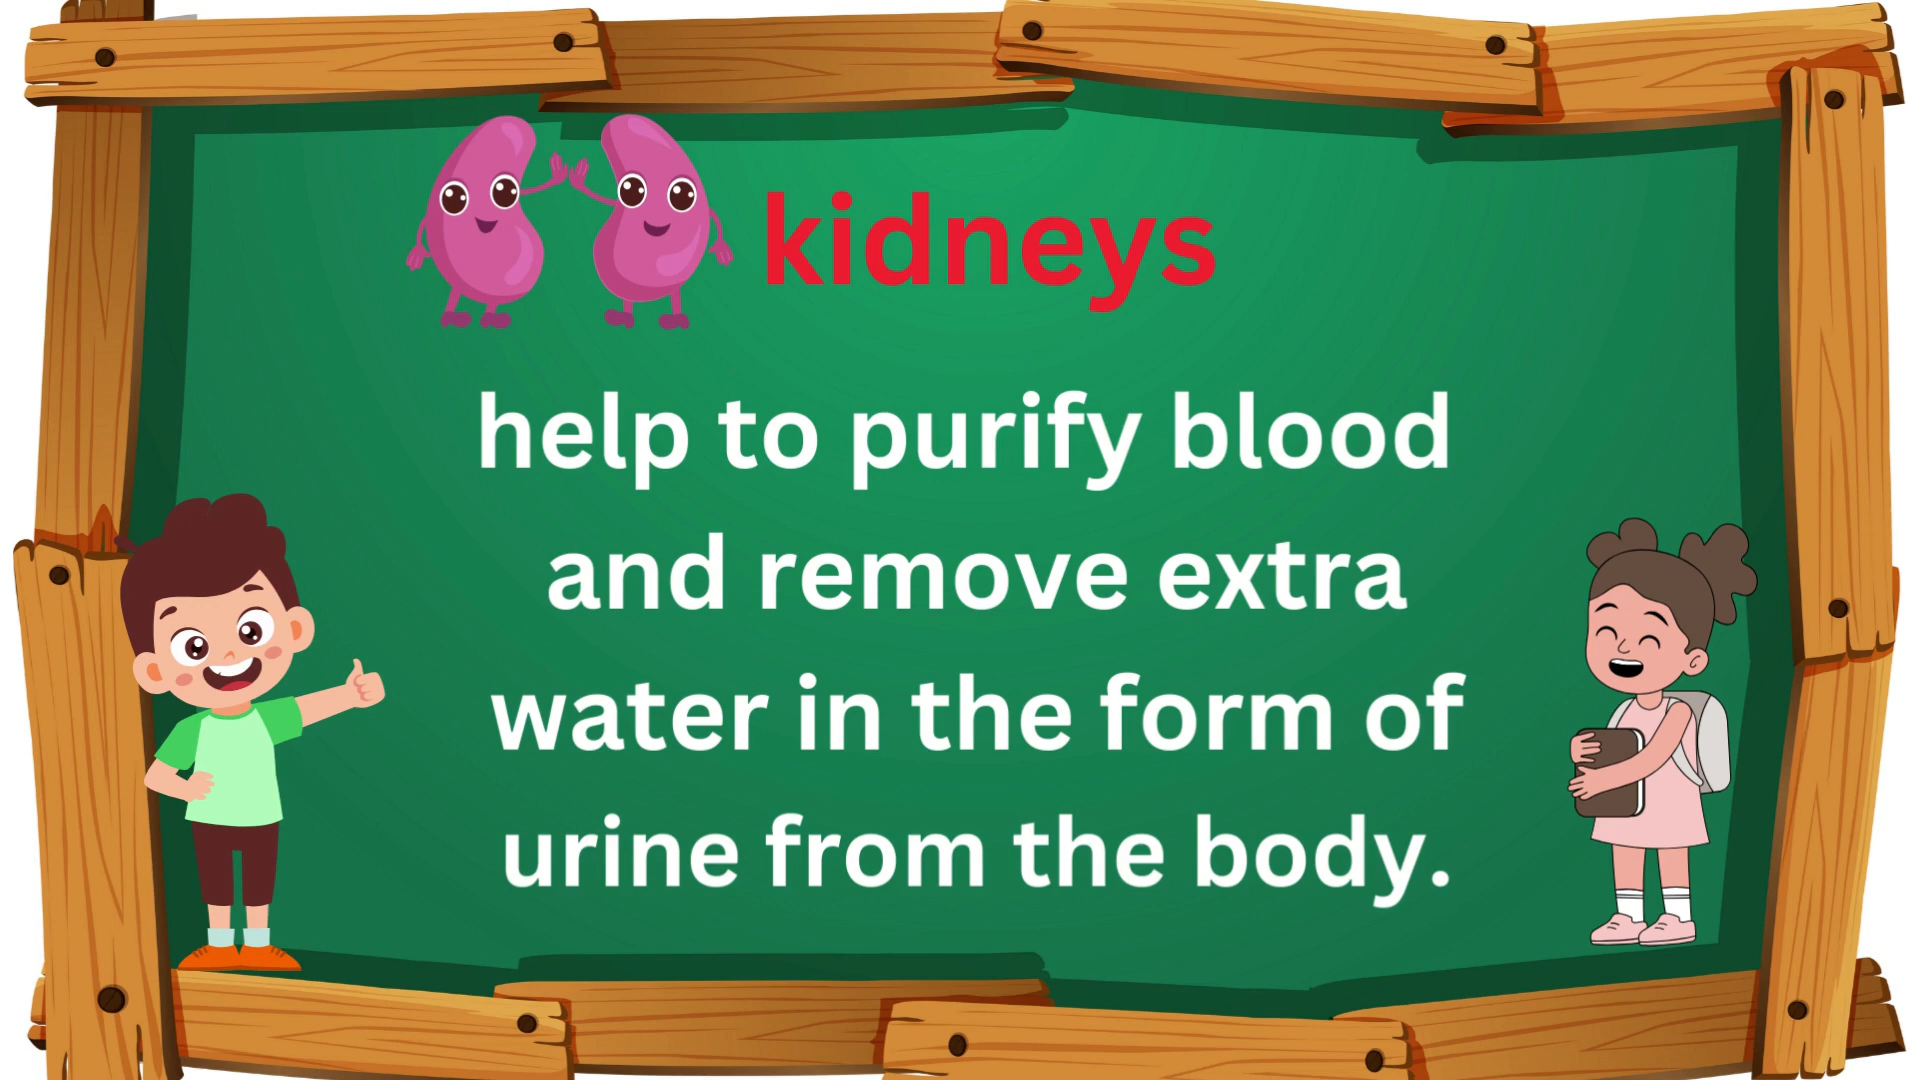 kidneys
help to purify blood
and remove extra
water in the form of
urine from the body.